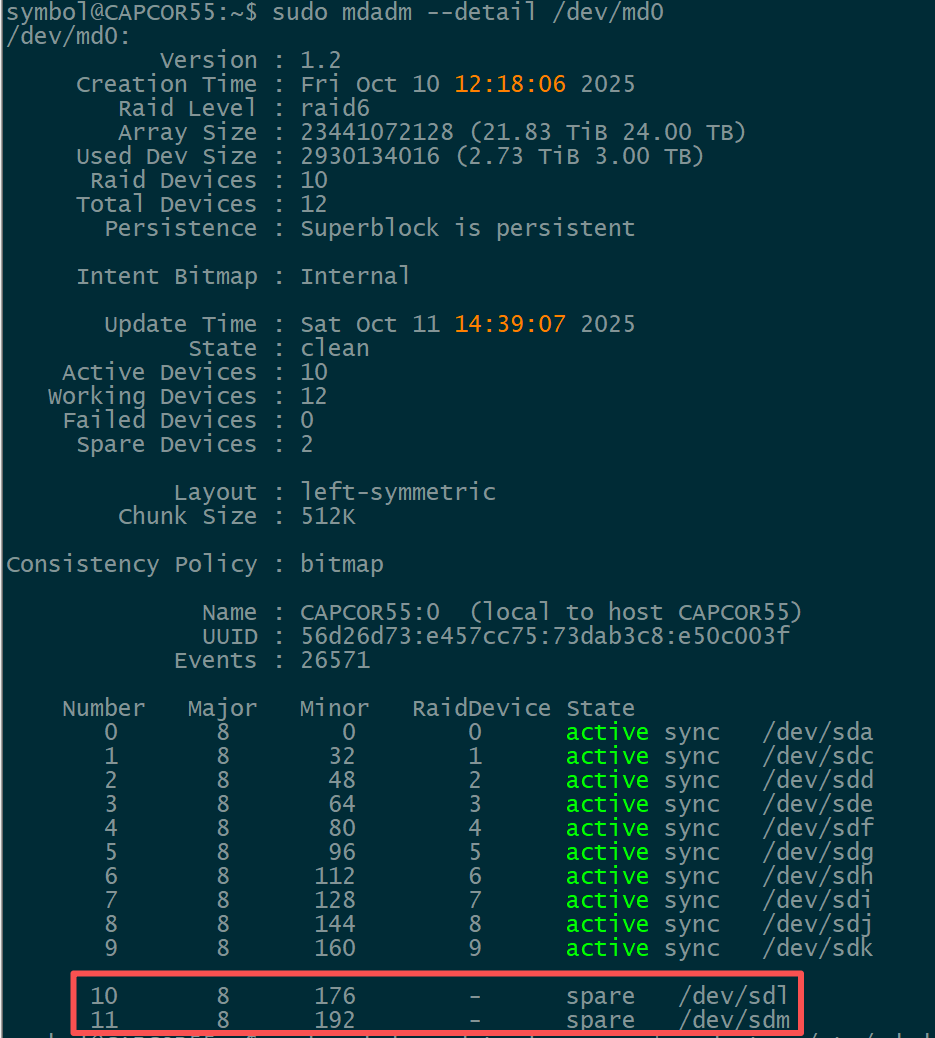 symbol@CAPCOR55:~$ sudo mdadm --detail /dev/md0
/dev/md0:
Version : 1.2
Creation Time : Fri Oct 10 12:18:06 2025
Raid Level : raid6
Array Size : 23441072128 (21.83 TiB 24.00 TB)
Used Dev Size : 2930134016 (2.73 TiB 3.00 TB)
Raid Devices : 10
Total Devices : 12
Persistence : Superblock is persistent
Intent Bitmap : Internal
Update Time : Sat Oct 11 14:39:07 2025
State : clean
Active Devices : 10
Working Devices : 12
Failed Devices : 0
Spare Devices : 2
Layout : left-symmetric
Chunk Size : 512K
Consistency Policy : bitmap
Name : CAPCOR55:0 (local to host CAPCOR55)
UUID : 56d26d73:e457cc75:73dab3c8:e50c003f
Events : 26571
Number Major Minor RaidDevice State
0 8 0 0 active sync /dev/sda
1 8 32 1 active sync /dev/sdc
2 8 48 2 active sync /dev/sdd
3 8 64 3 active sync /dev/sde
4 8 80 4 active sync /dev/sdf
5 8 96 5 active sync /dev/sdg
6 8 112 6 active sync /dev/sdh
7 8 128 7 active sync /dev/sdi
8 8 144 8 active sync /dev/sdj
9 8 160 9 active sync /dev/sdk
10 8 176 - spare /dev/sdl
11 8 192 - spare /dev/sdm